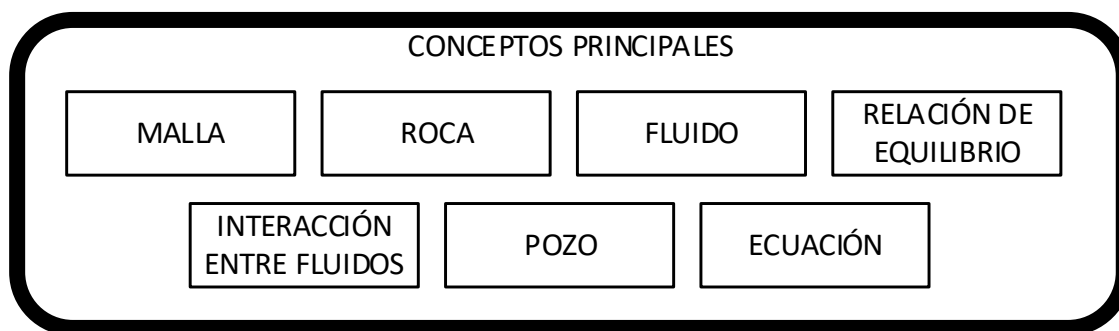 CONCEPTOS PRINCIPALES
MALLA
ROCA
FLUIDO
RELACIÓN DE
EQUILIBRIO
INTERACCIÓN
ENTRE FLUIDOS
POZO
ECUACIÓN